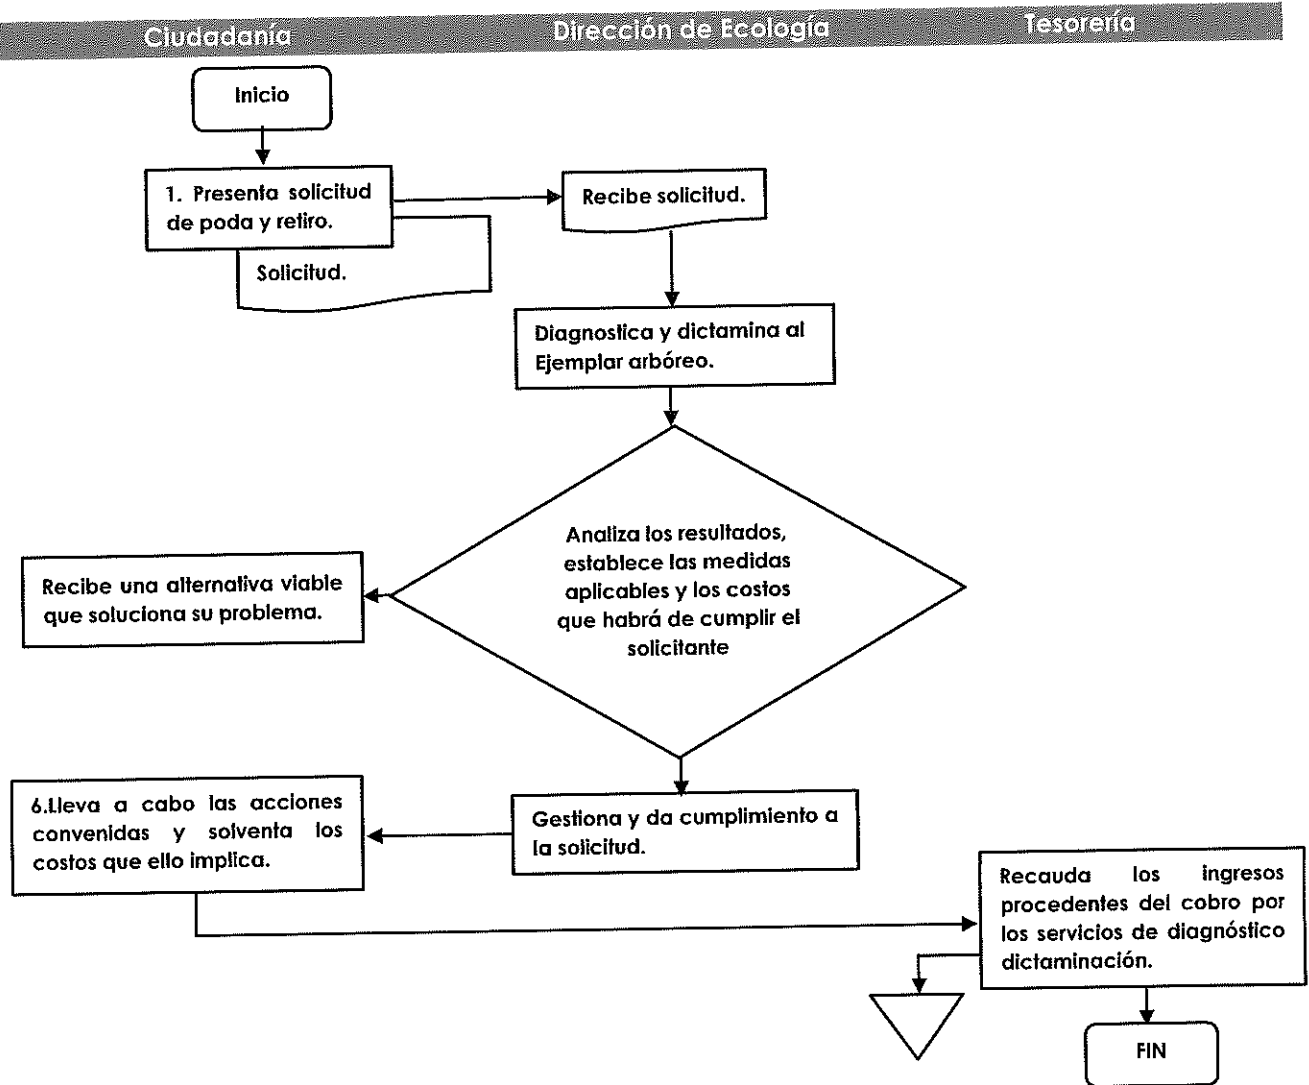 Ciudadanía
Dirección de Ecología
Tesorería
Inicio
1. Presenta solicitud
de poda y retiro.
Recibe solicitud.
Solicitud.
Diagnostica y dictamina al
Ejemplar arbóreo.
Analiza los resultados,
establece las medidas
aplicables y los costos
que habrá de cumplir el
solicitante
Recibe una alternativa viable
que soluciona su problema.
Gestiona y da cumplimiento a
la solicitud.
6.Lleva a cabo las acciones
convenidas y solventa los
costos que ello implica.
Recauda los ingresos
procedentes del cobro por
los servicios de diagnóstico
dictaminación.
FIN